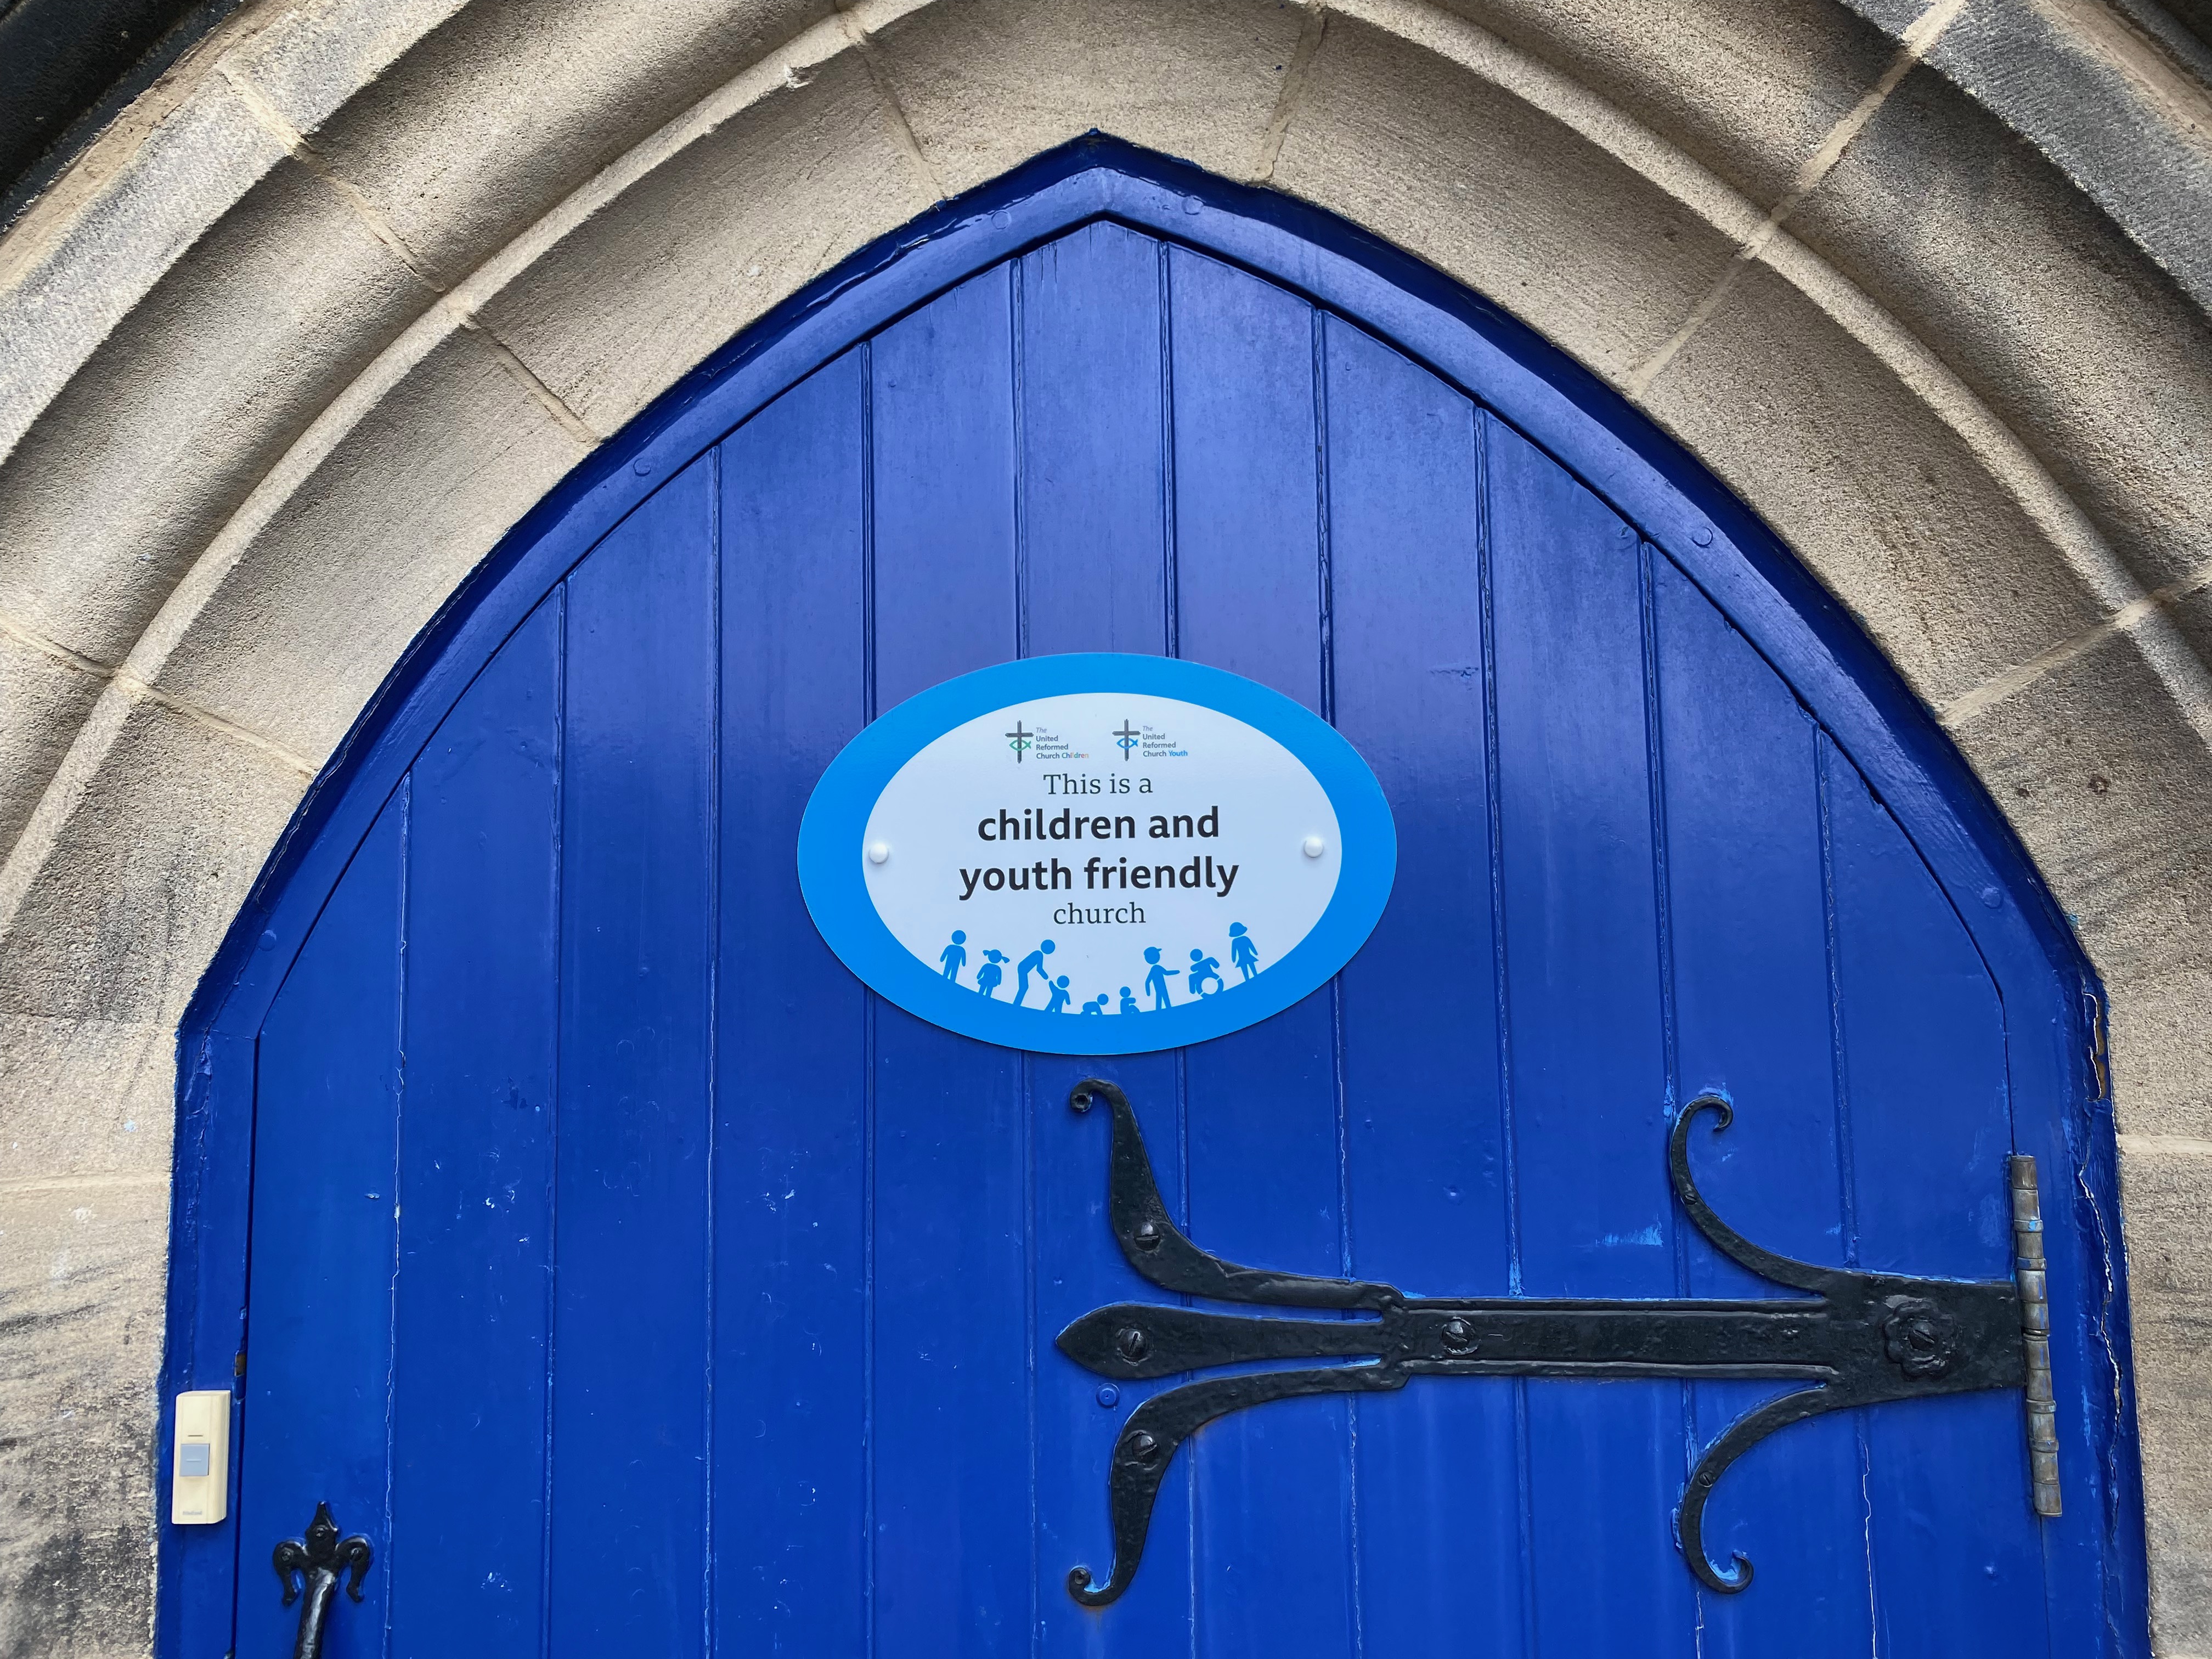 The
United
Reformed
Church Children
The
United
Reformed
Church Youth
This is a
children and
youth friendly
church